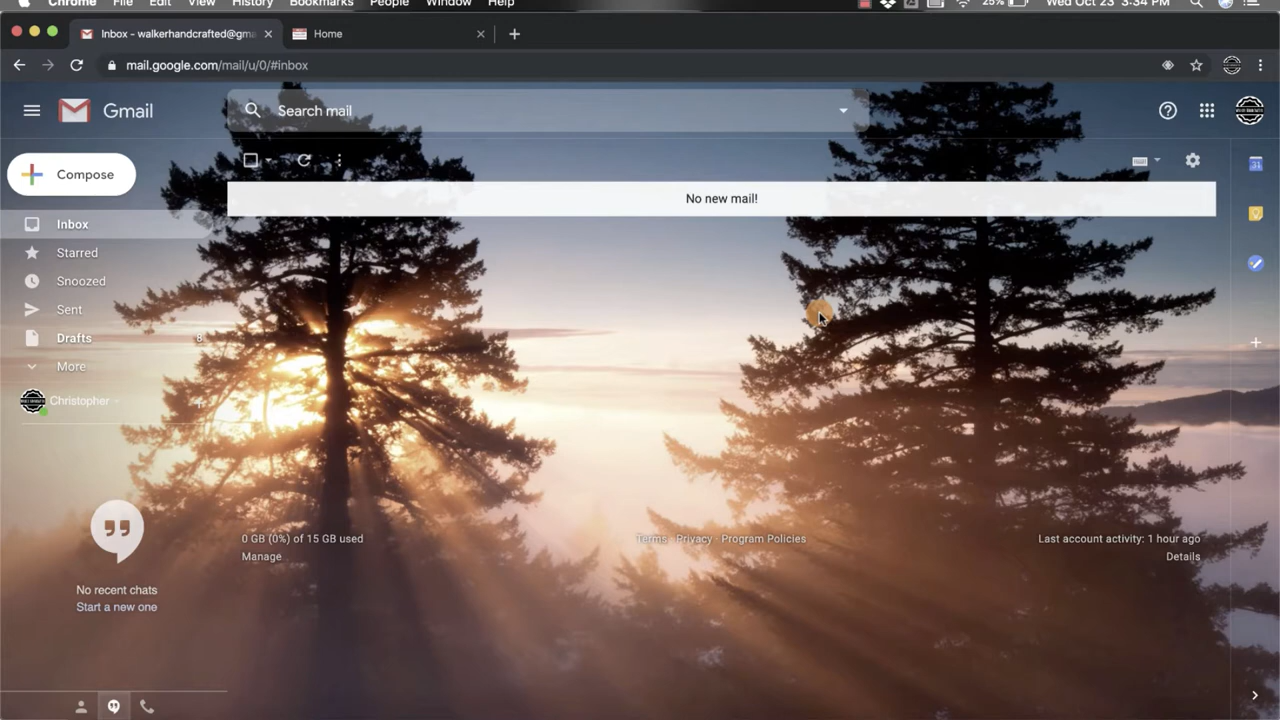 Chrome File Edit View History Bookmarks People Window Help 25% Wed Oct 23 3:34 PM
Inbox - walkerhandcrafted@gma Home
mail.google.com/mail/u/0/#inbox
Gmail Search mail
Compose
No new mail!
31
Inbox
Starred
Snoozed
Sent
Drafts 8
More
Christopher
0 GB (0%) of 15 GB used
Manage
Terms · Privacy · Program Policies
Last account activity: 1 hour ago
Details
No recent chats
Start a new one